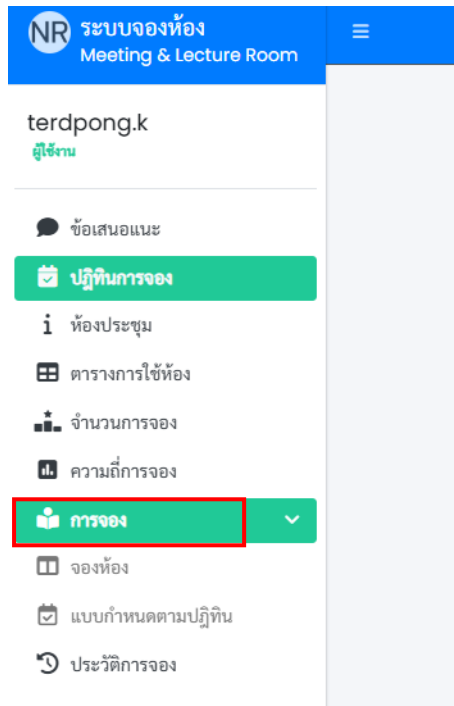 NR ระบบจองห้อง
Meeting & Lecture Room
terdpong.k
ผู้ใช้งาน
ข้อเสนอแนะ
ปฏิทินการจอง
ห้องประชุม
ตารางการใช้ห้อง
จำนวนการจอง
ความถี่การจอง
การจอง
จองห้อง
แบบกำหนดตามปฎิทิน
ประวัติการจอง